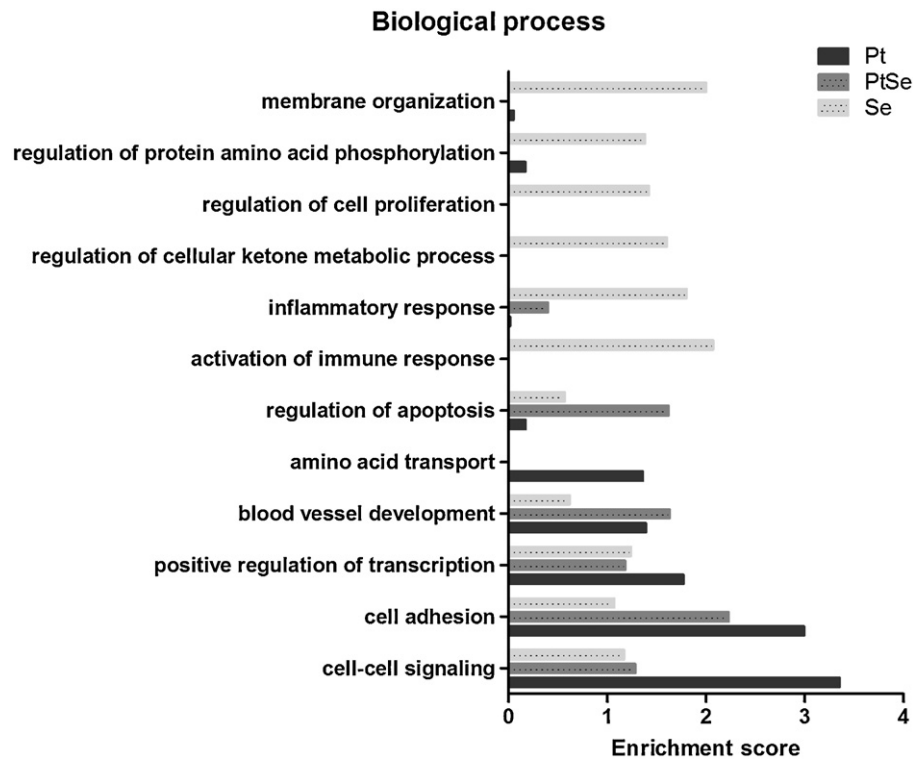 Biological process
Pt
PtSe
Se
membrane organization
regulation of protein amino acid phosphorylation
regulation of cell proliferation
regulation of cellular ketone metabolic process
inflammatory response
activation of immune response
regulation of apoptosis
amino acid transport
blood vessel development
positive regulation of transcription
cell adhesion
cell-cell signaling
0 1 2 3 4
Enrichment score